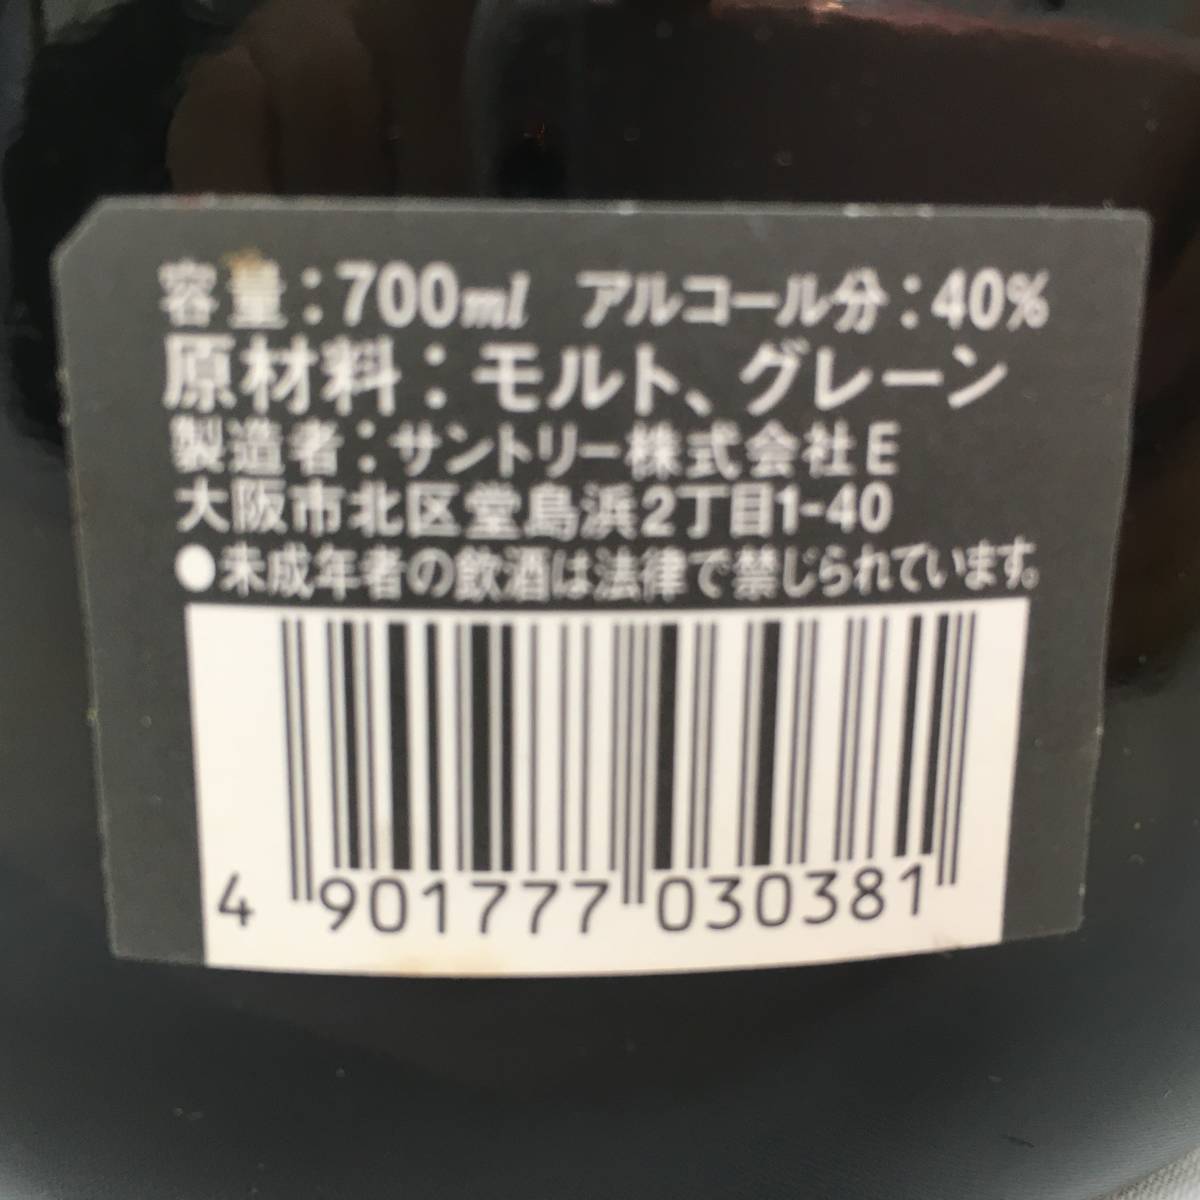 容量:700ml アルコール分:40%
原材料:モルト、グレーン
製造者:サントリー株式会社E
大阪市北区堂島浜2丁目1-40
●未成年者の飲酒は法律で禁じられています。
4 901777 030381